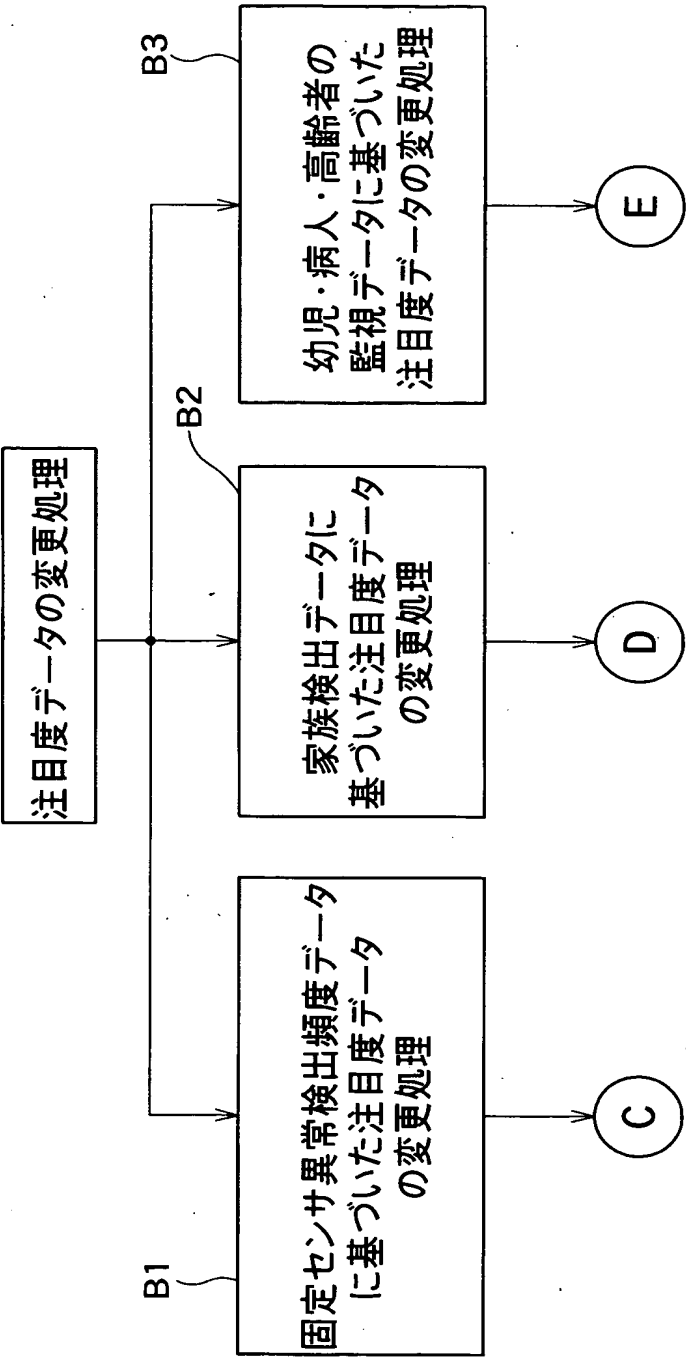 注目度データの変更処理
B1
固定センサ異常検出頻度データ
に基づいた注目度データ
の変更処理
B2
家族検出データに
基づいた注目度データ
の変更処理
B3
幼児・病人・高齢者の
監視データに基づいた
注目度データの変更処理
C
D
E